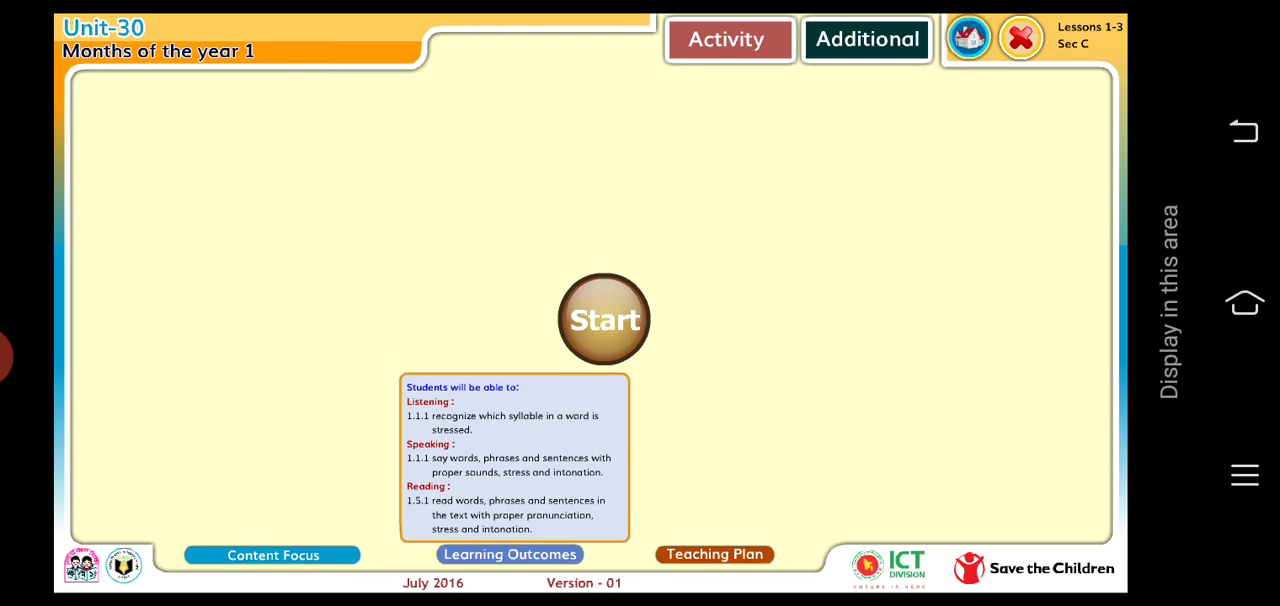 Unit-30
Months of the year 1
Activity
Additional
Lessons 1-3
Sec C
Start
Students will be able to:
Listening :
1.1.1 recognize which syllable in a word is
stressed.
Speaking :
1.1.1 say words, phrases and sentences with
proper sounds, stress and intonation.
Reading :
1.5.1 read words, phrases and sentences in
the text with proper pronunciation,
stress and intonation.
Content Focus
Learning Outcomes
Teaching Plan
July 2016
Version - 01
ICT
DIVISION
FUTURE IS HERE
Save the Children
Display in this area